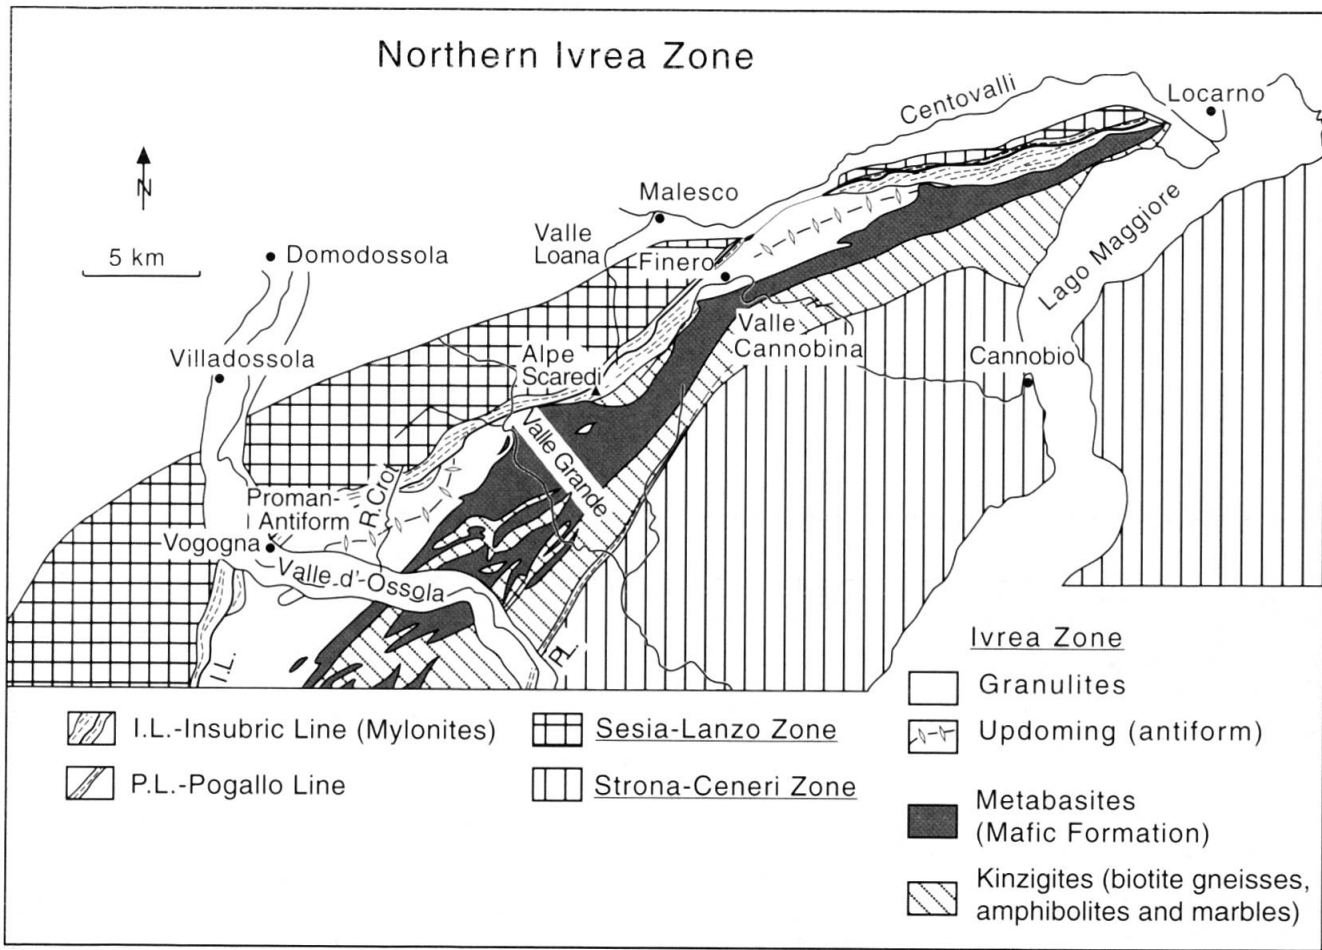 Northern Ivrea Zone
N
5 km
Centovalli
Locarno
Malesco
Valle
Loana
Finero
Domodossola
Lago Maggiore
Valle
Cannobina
Villadossola
Alpe
Scaredi
Cannobio
Valle Grande
R. Crot
Proman-
Antiform
Vogogna
Valle d'Ossola
I.L.
P.L.
I.L.-Insubric Line (Mylonites)
P.L.-Pogallo Line
Sesia-Lanzo Zone
Strona-Ceneri Zone
Ivrea Zone
Granulites
Updoming (antiform)
Metabasites
(Mafic Formation)
Kinzigites (biotite gneisses,
amphibolites and marbles)